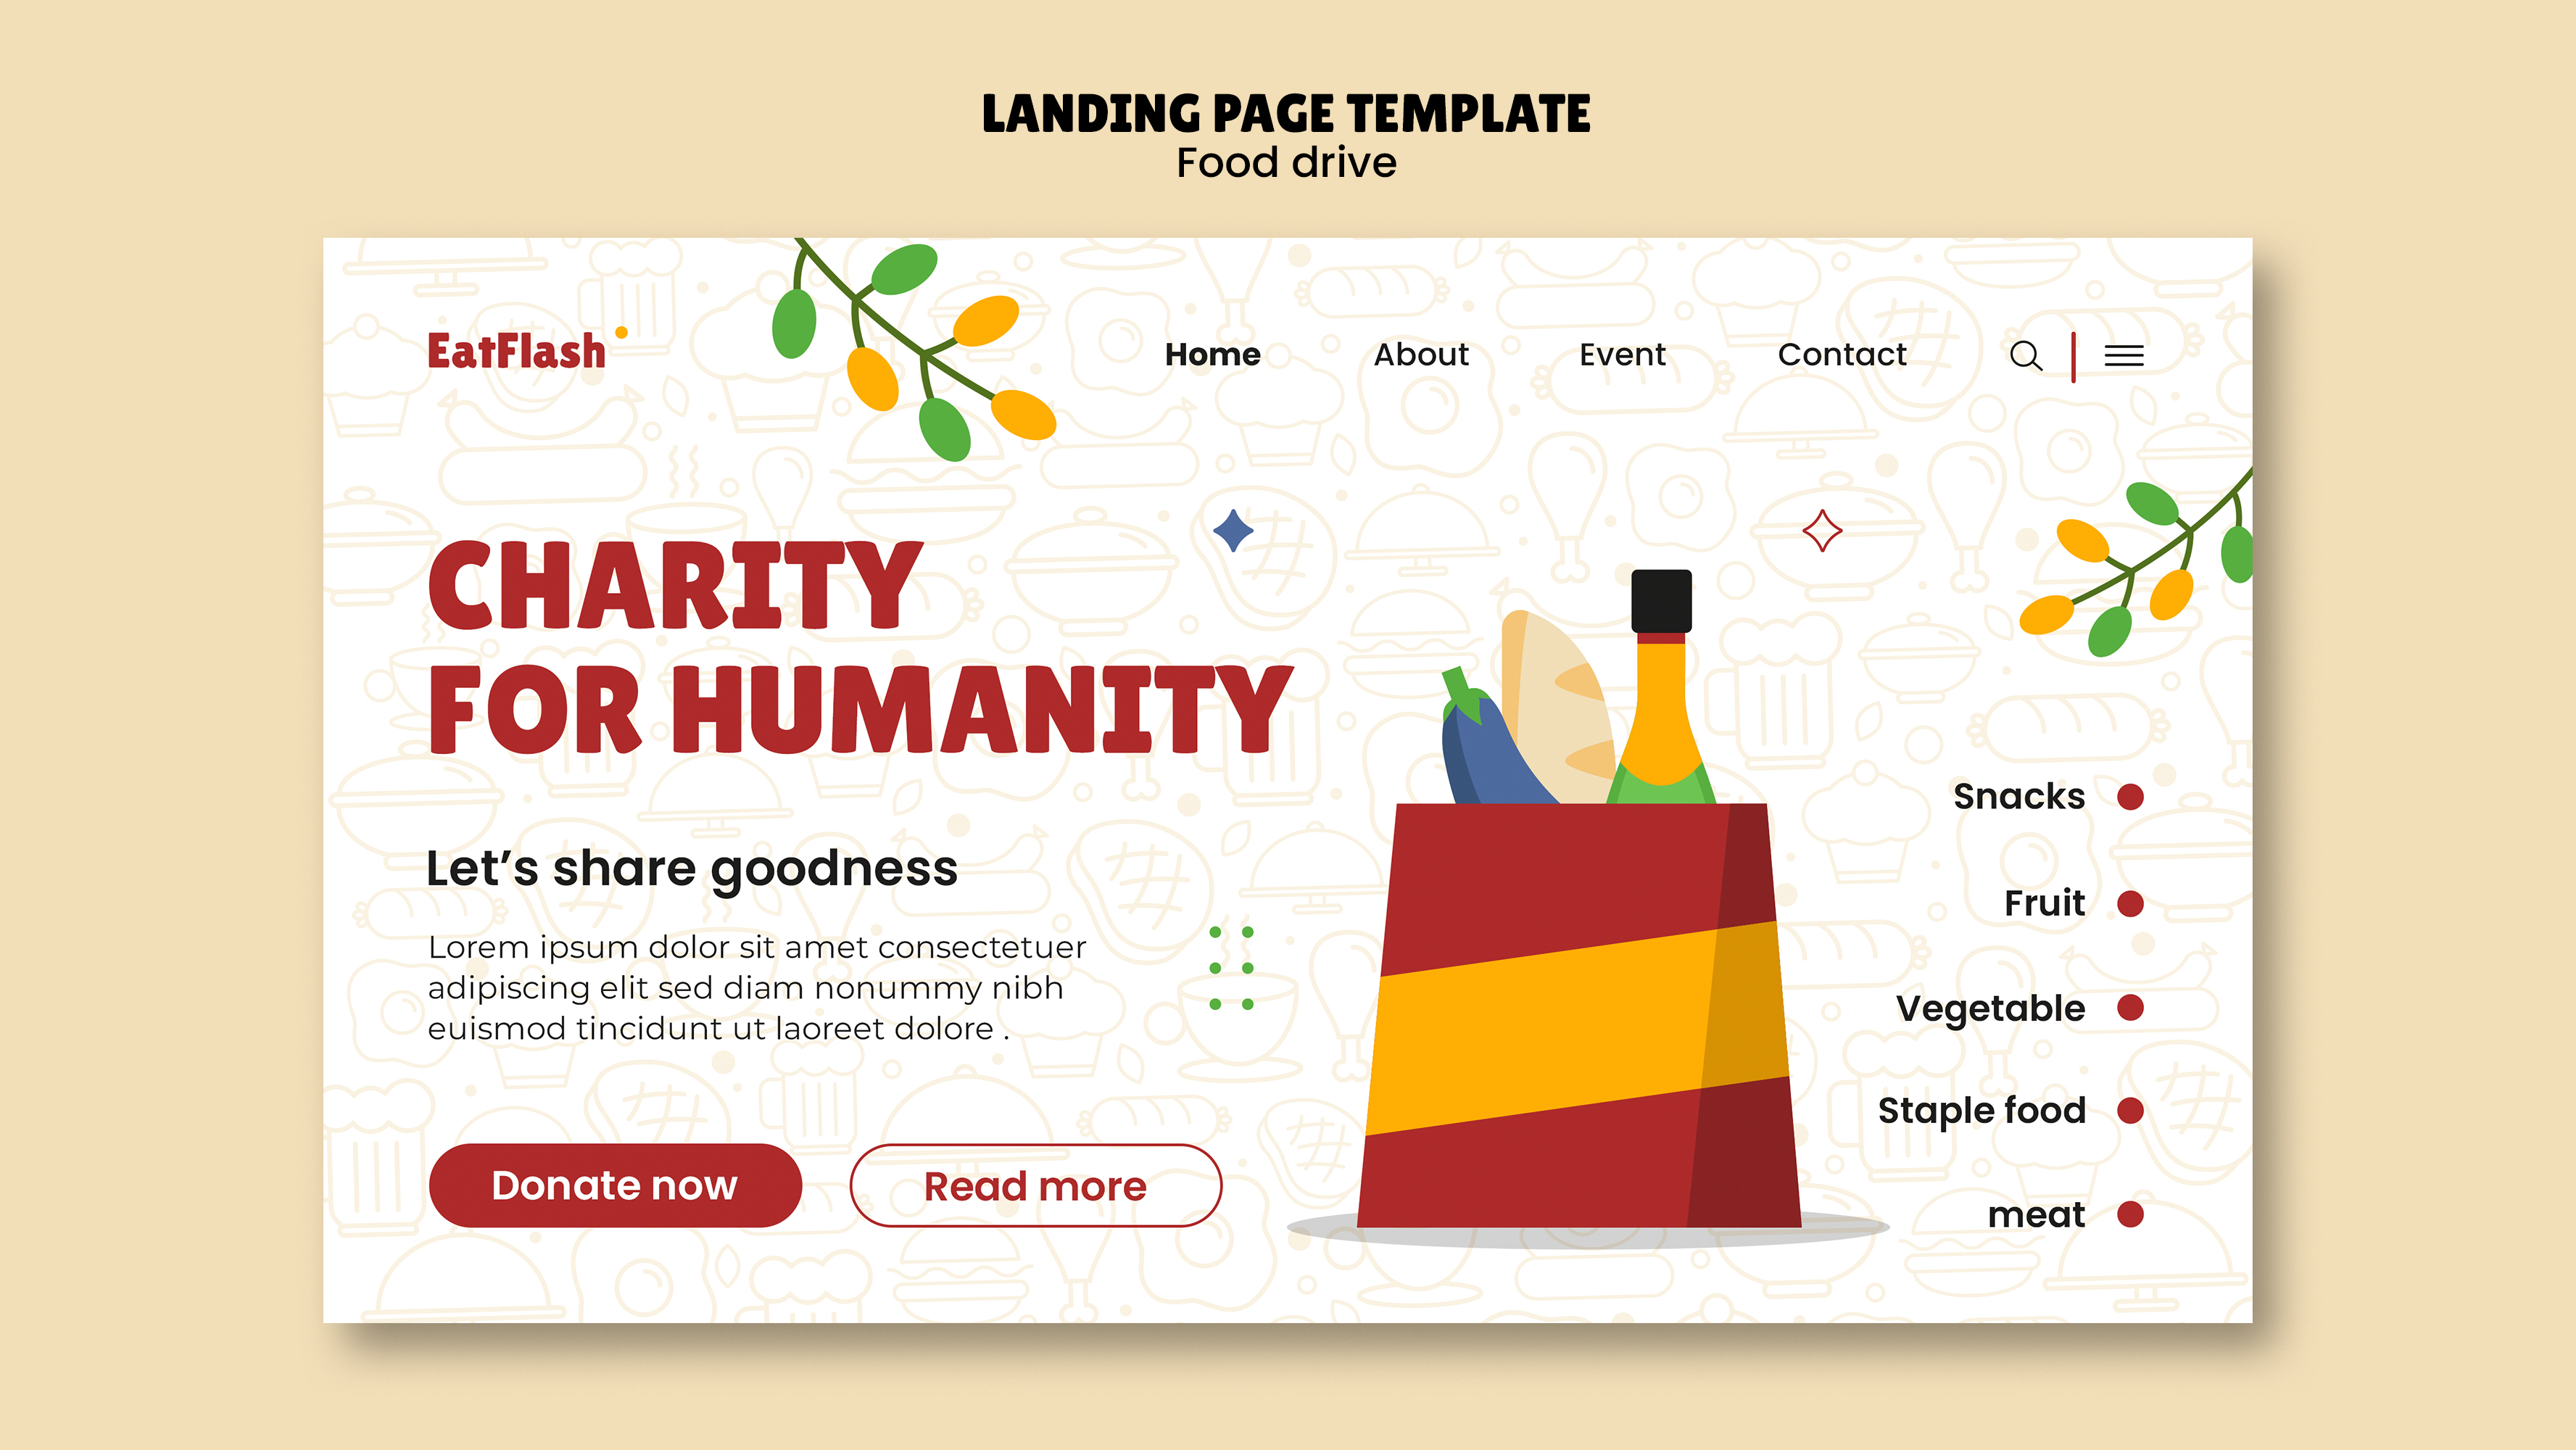 LANDING PAGE TEMPLATE
Food drive
EatFlash
Home
About
Event
Contact
CHARITY
FOR HUMANITY
Let’s share goodness
Lorem ipsum dolor sit amet consectetuer
adipiscing elit sed diam nonummy nibh
euismod tincidunt ut laoreet dolore .
Donate now
Read more
Snacks
Fruit
Vegetable
Staple food
meat